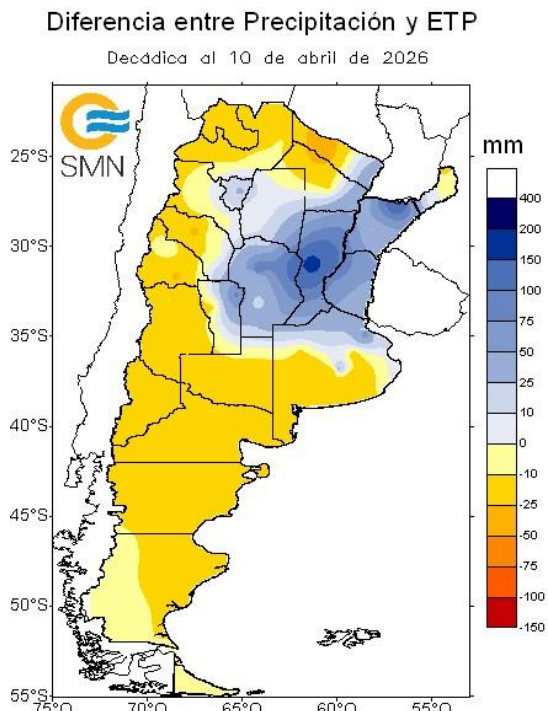 Diferencia entre Precipitación y ETP
Decádica al 10 de abril de 2026
SMN
mm
400
200
150
100
75
50
25
10
0
-10
-25
-50
-75
-100
-150
25°S
30°S
35°S
40°S
45°S
50°S
55°S
75°O
70°O
65°O
60°O
55°O